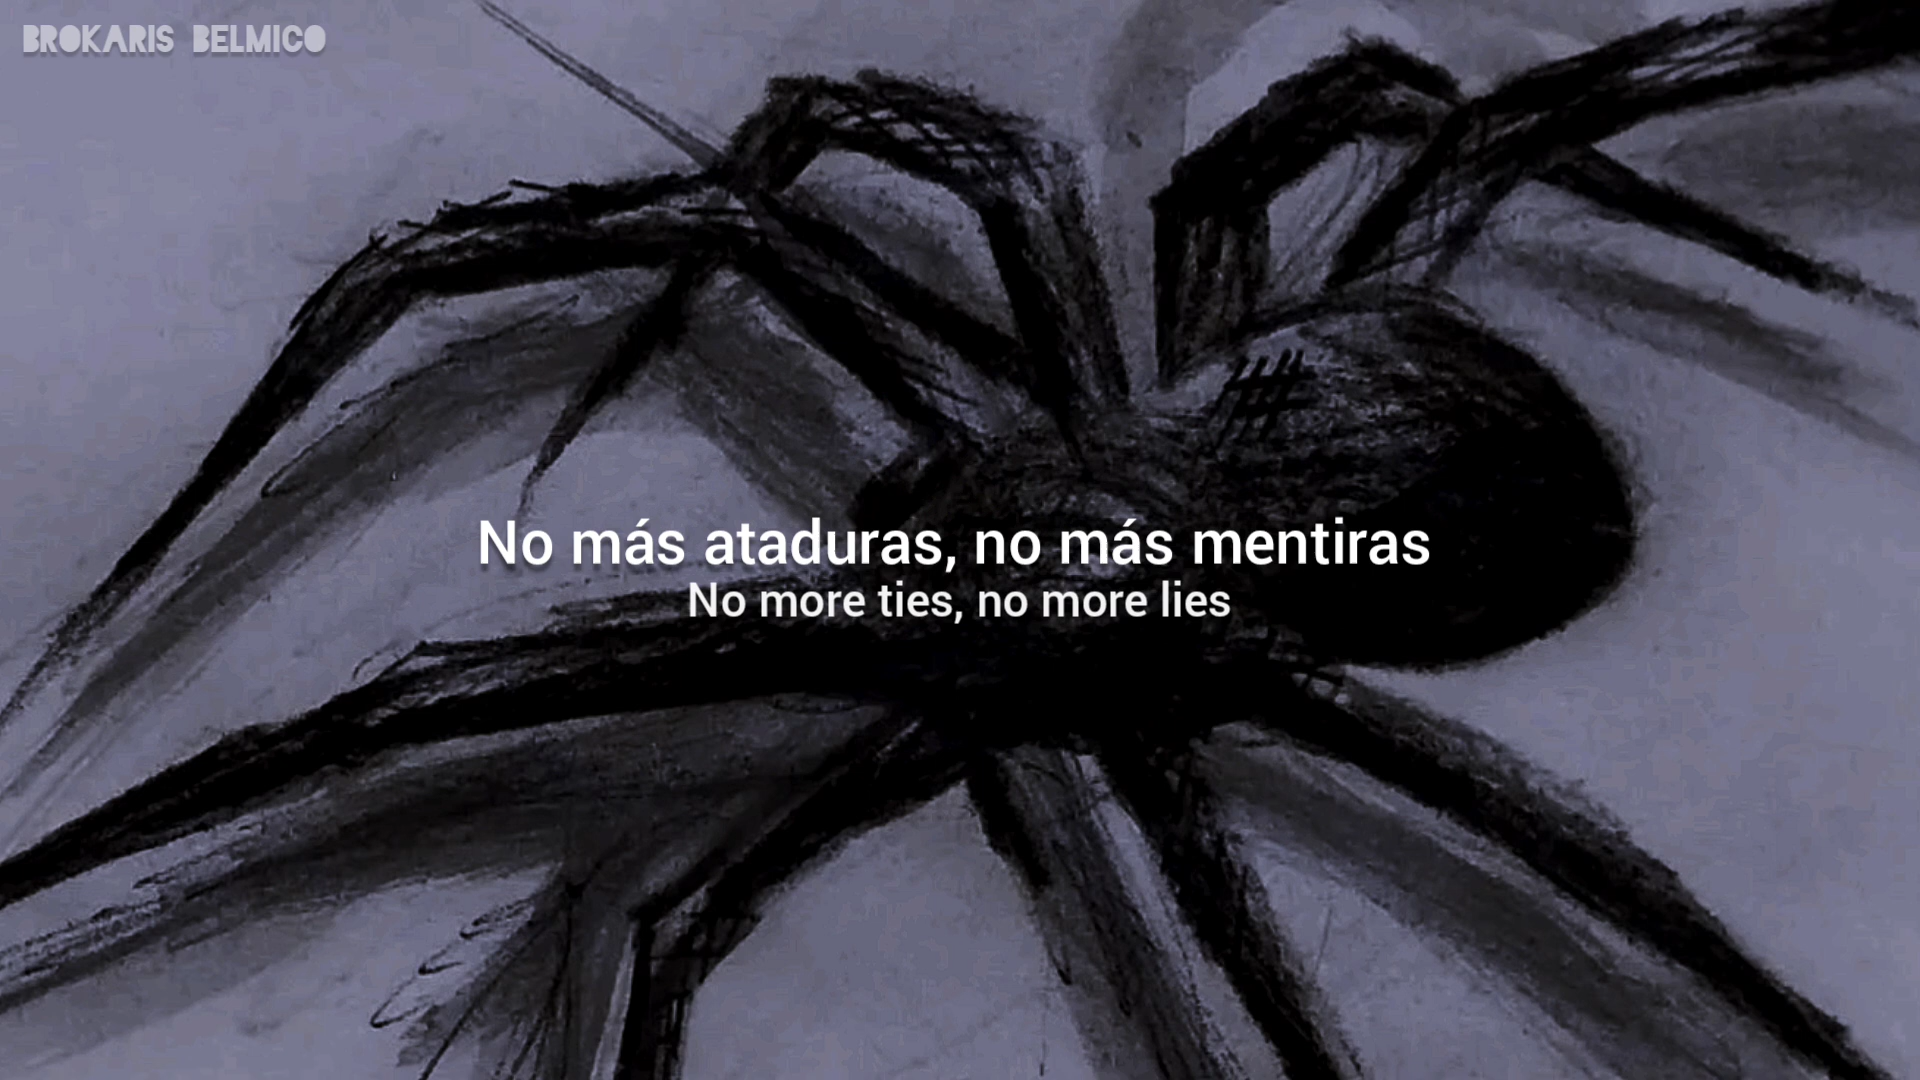 BROKARIS BELMICO
No más ataduras, no más mentiras
No more ties, no more lies